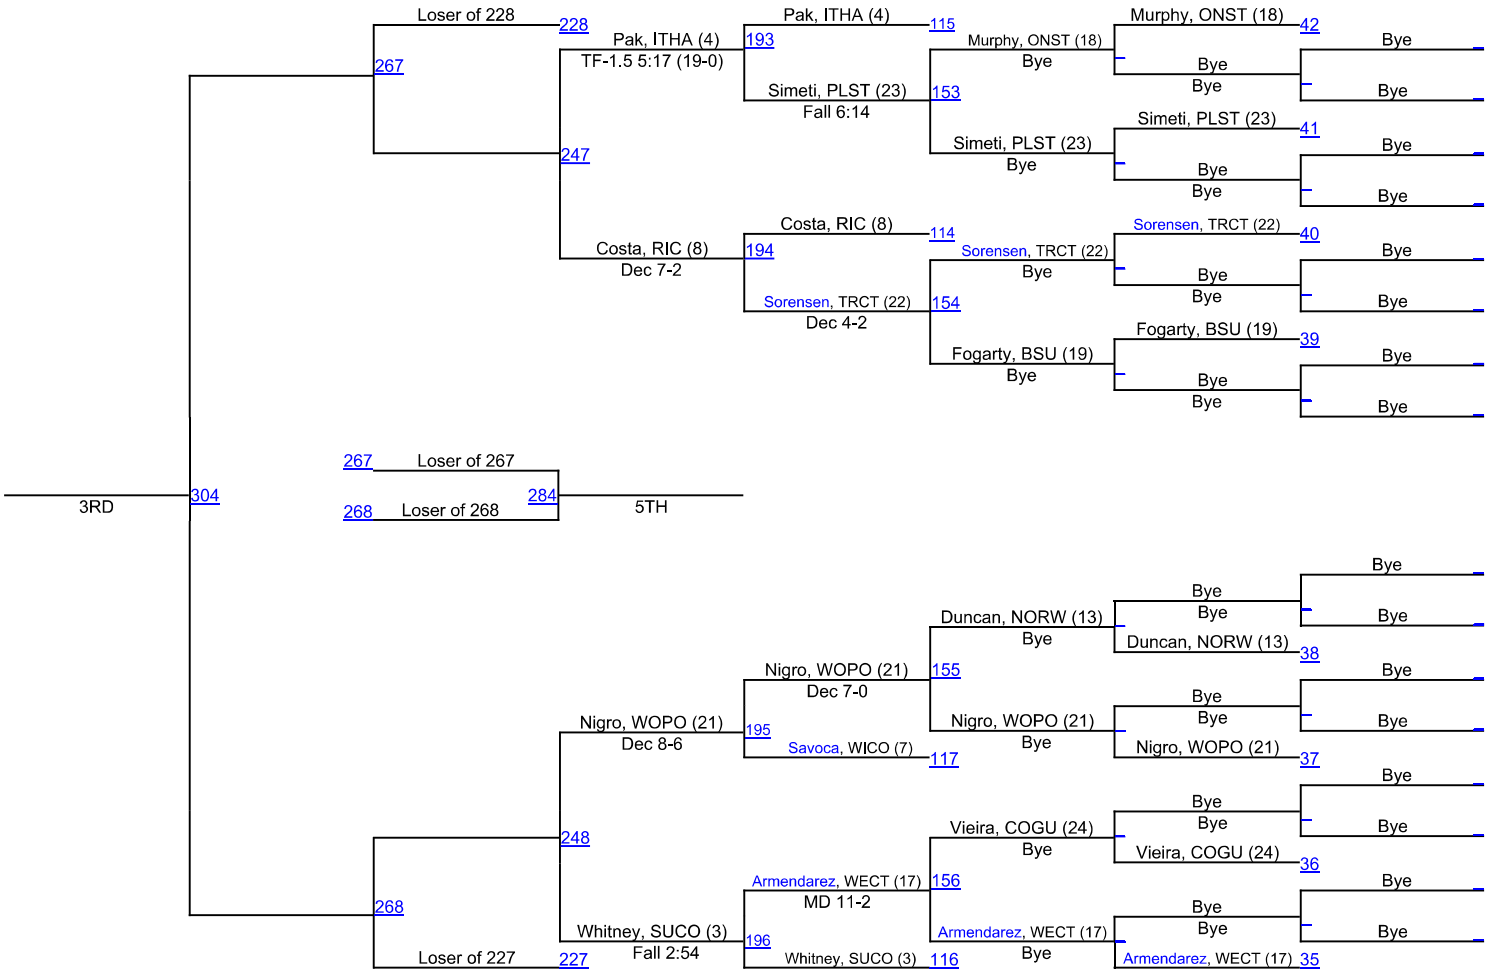 Loser of 228
228
Pak, ITHA (4)
115
Murphy, ONST (18)
42
Pak, ITHA (4)
193
Murphy, ONST (18)
Bye
TF-1.5 5:17 (19-0)
Bye
Bye
Bye
267
Simeti, PLST (23)
153
Bye
Fall 6:14
Simeti, PLST (23)
41
Simeti, PLST (23)
Bye
247
Bye
Bye
Bye
Bye
Costa, RIC (8)
114
Sorensen, TRCT (22)
40
Costa, RIC (8)
194
Sorensen, TRCT (22)
Bye
Dec 7-2
Bye
Bye
Bye
Sorensen, TRCT (22)
154
Bye
Dec 4-2
Fogarty, BSU (19)
39
Fogarty, BSU (19)
Bye
Bye
Bye
Bye
Bye
267
Loser of 267
304
284
3RD
5TH
268
Loser of 268
Bye
Bye
Bye
Duncan, NORW (13)
Bye
Bye
Duncan, NORW (13)
38
Nigro, WOPO (21)
155
Bye
Dec 7-0
Bye
Nigro, WOPO (21)
195
Nigro, WOPO (21)
Bye
Bye
Dec 8-6
Bye
Savoca, WICO (7)
117
Nigro, WOPO (21)
37
Bye
Bye
Vieira, COGU (24)
Bye
Bye
248
Bye
Vieira, COGU (24)
36
Armendarez, WECT (17)
156
Bye
MD 11-2
268
Bye
Whitney, SUCO (3)
196
Armendarez, WECT (17)
Bye
Bye
Fall 2:54
Bye
Loser of 227
227
Whitney, SUCO (3)
116
Armendarez, WECT (17)
35